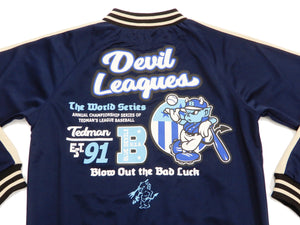 Devil
Leagues
The World Series
ANNUAL CHAMPIONSHIP SERIES OF
TEDMAN'S LEAGUE BASEBALL
Tedman
EST. 91
B
Blow Out the Bad Luck